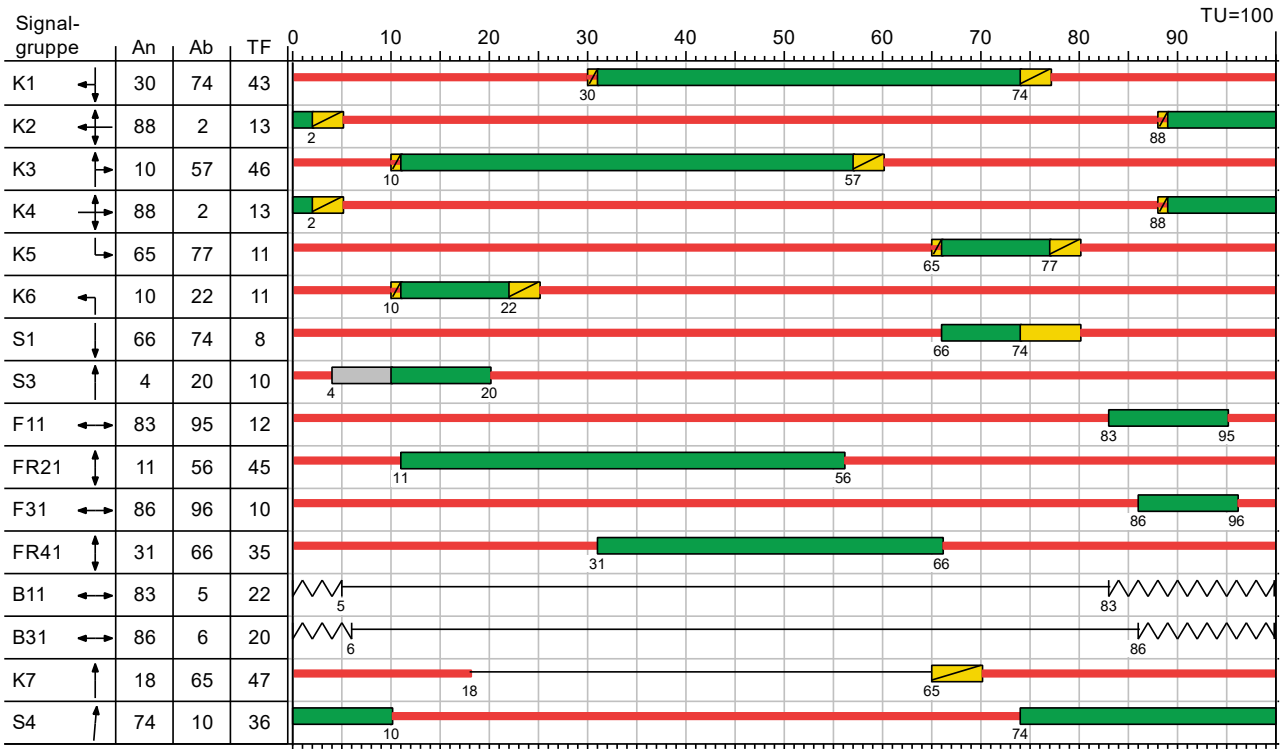 TU=100
Signal-
gruppe An Ab TF 0 10 20 30 40 50 60 70 80 90
K1 30 74 43
30 74
K2 88 2 13
2 88
K3 10 57 46
10 57
K4 88 2 13
2 88
K5 65 77 11
65 77
K6 10 22 11
10 22
S1 66 74 8
66 74
S3 4 20 10
4 20
F11 83 95 12
83 95
FR21 11 56 45
11 56
F31 86 96 10
86 96
FR41 31 66 35
31 66
B11 83 5 22
5 83
B31 86 6 20
6 86
K7 18 65 47
18 65
S4 74 10 36
10 74